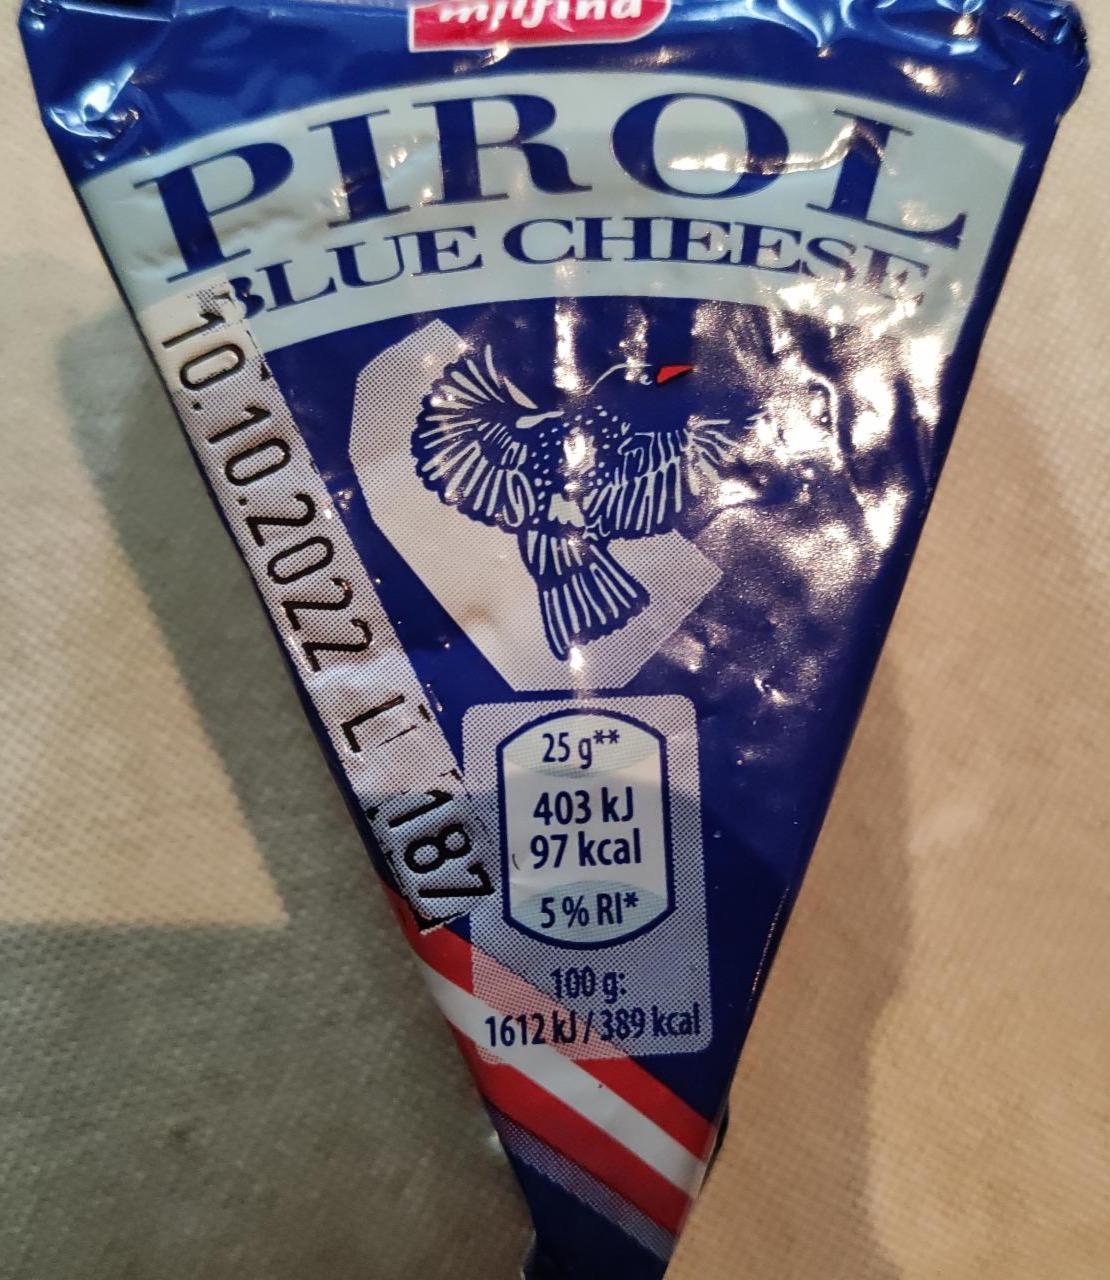 milfina
PIROL
BLUE CHEESE
10.10.2022 L
187
25 g**
403 kJ
97 kcal
5 % RI*
100 g:
1612 kJ / 389 kcal